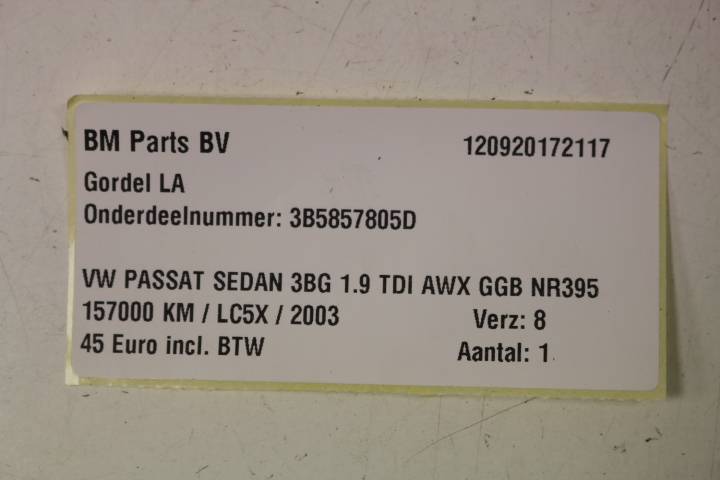 BM Parts BV 120920172117
Gordel LA
Onderdeelnummer: 3B5857805D
VW PASSAT SEDAN 3BG 1.9 TDI AWX GGB NR395
157000 KM / LC5X / 2003 Verz: 8
45 Euro incl. BTW Aantal: 1